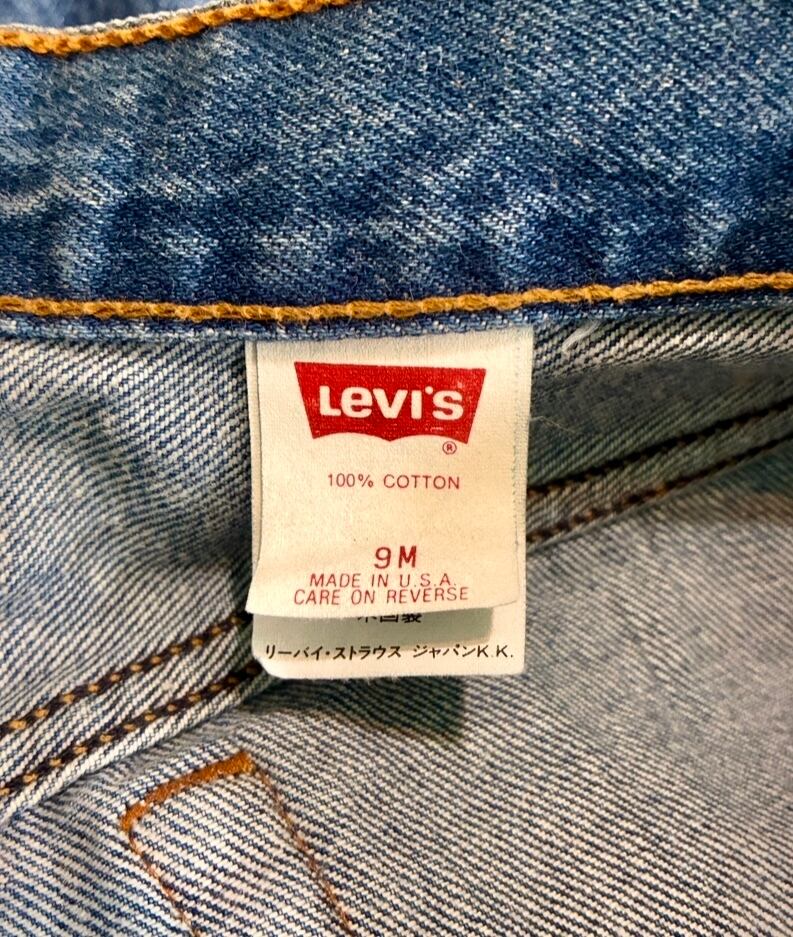 Levi's
®
100% COTTON
9M
MADE IN U.S.A.
CARE ON REVERSE
リーバイ・ストラウス ジャパンK.K.